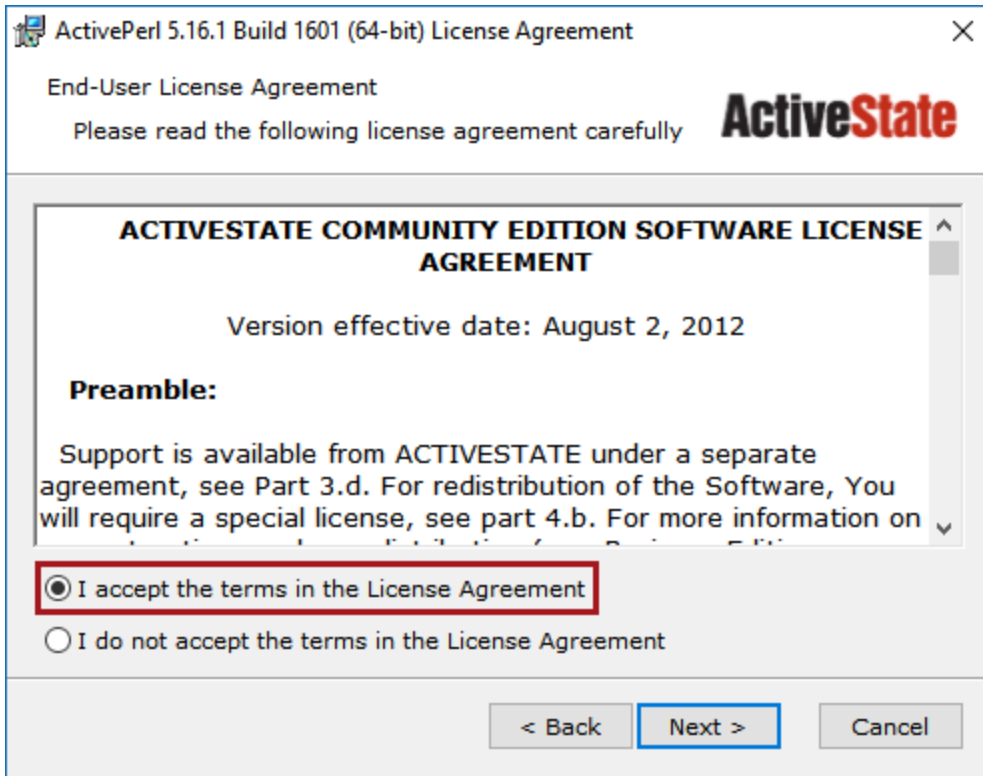 ActivePerl 5.16.1 Build 1601 (64-bit) License Agreement
End-User License Agreement
Please read the following license agreement carefully
ActiveState
ACTIVESTATE COMMUNITY EDITION SOFTWARE LICENSE
AGREEMENT
Version effective date: August 2, 2012
Preamble:
Support is available from ACTIVESTATE under a separate
agreement, see Part 3.d. For redistribution of the Software, You
will require a special license, see part 4.b. For more information on
I accept the terms in the License Agreement
I do not accept the terms in the License Agreement
< Back
Next >
Cancel